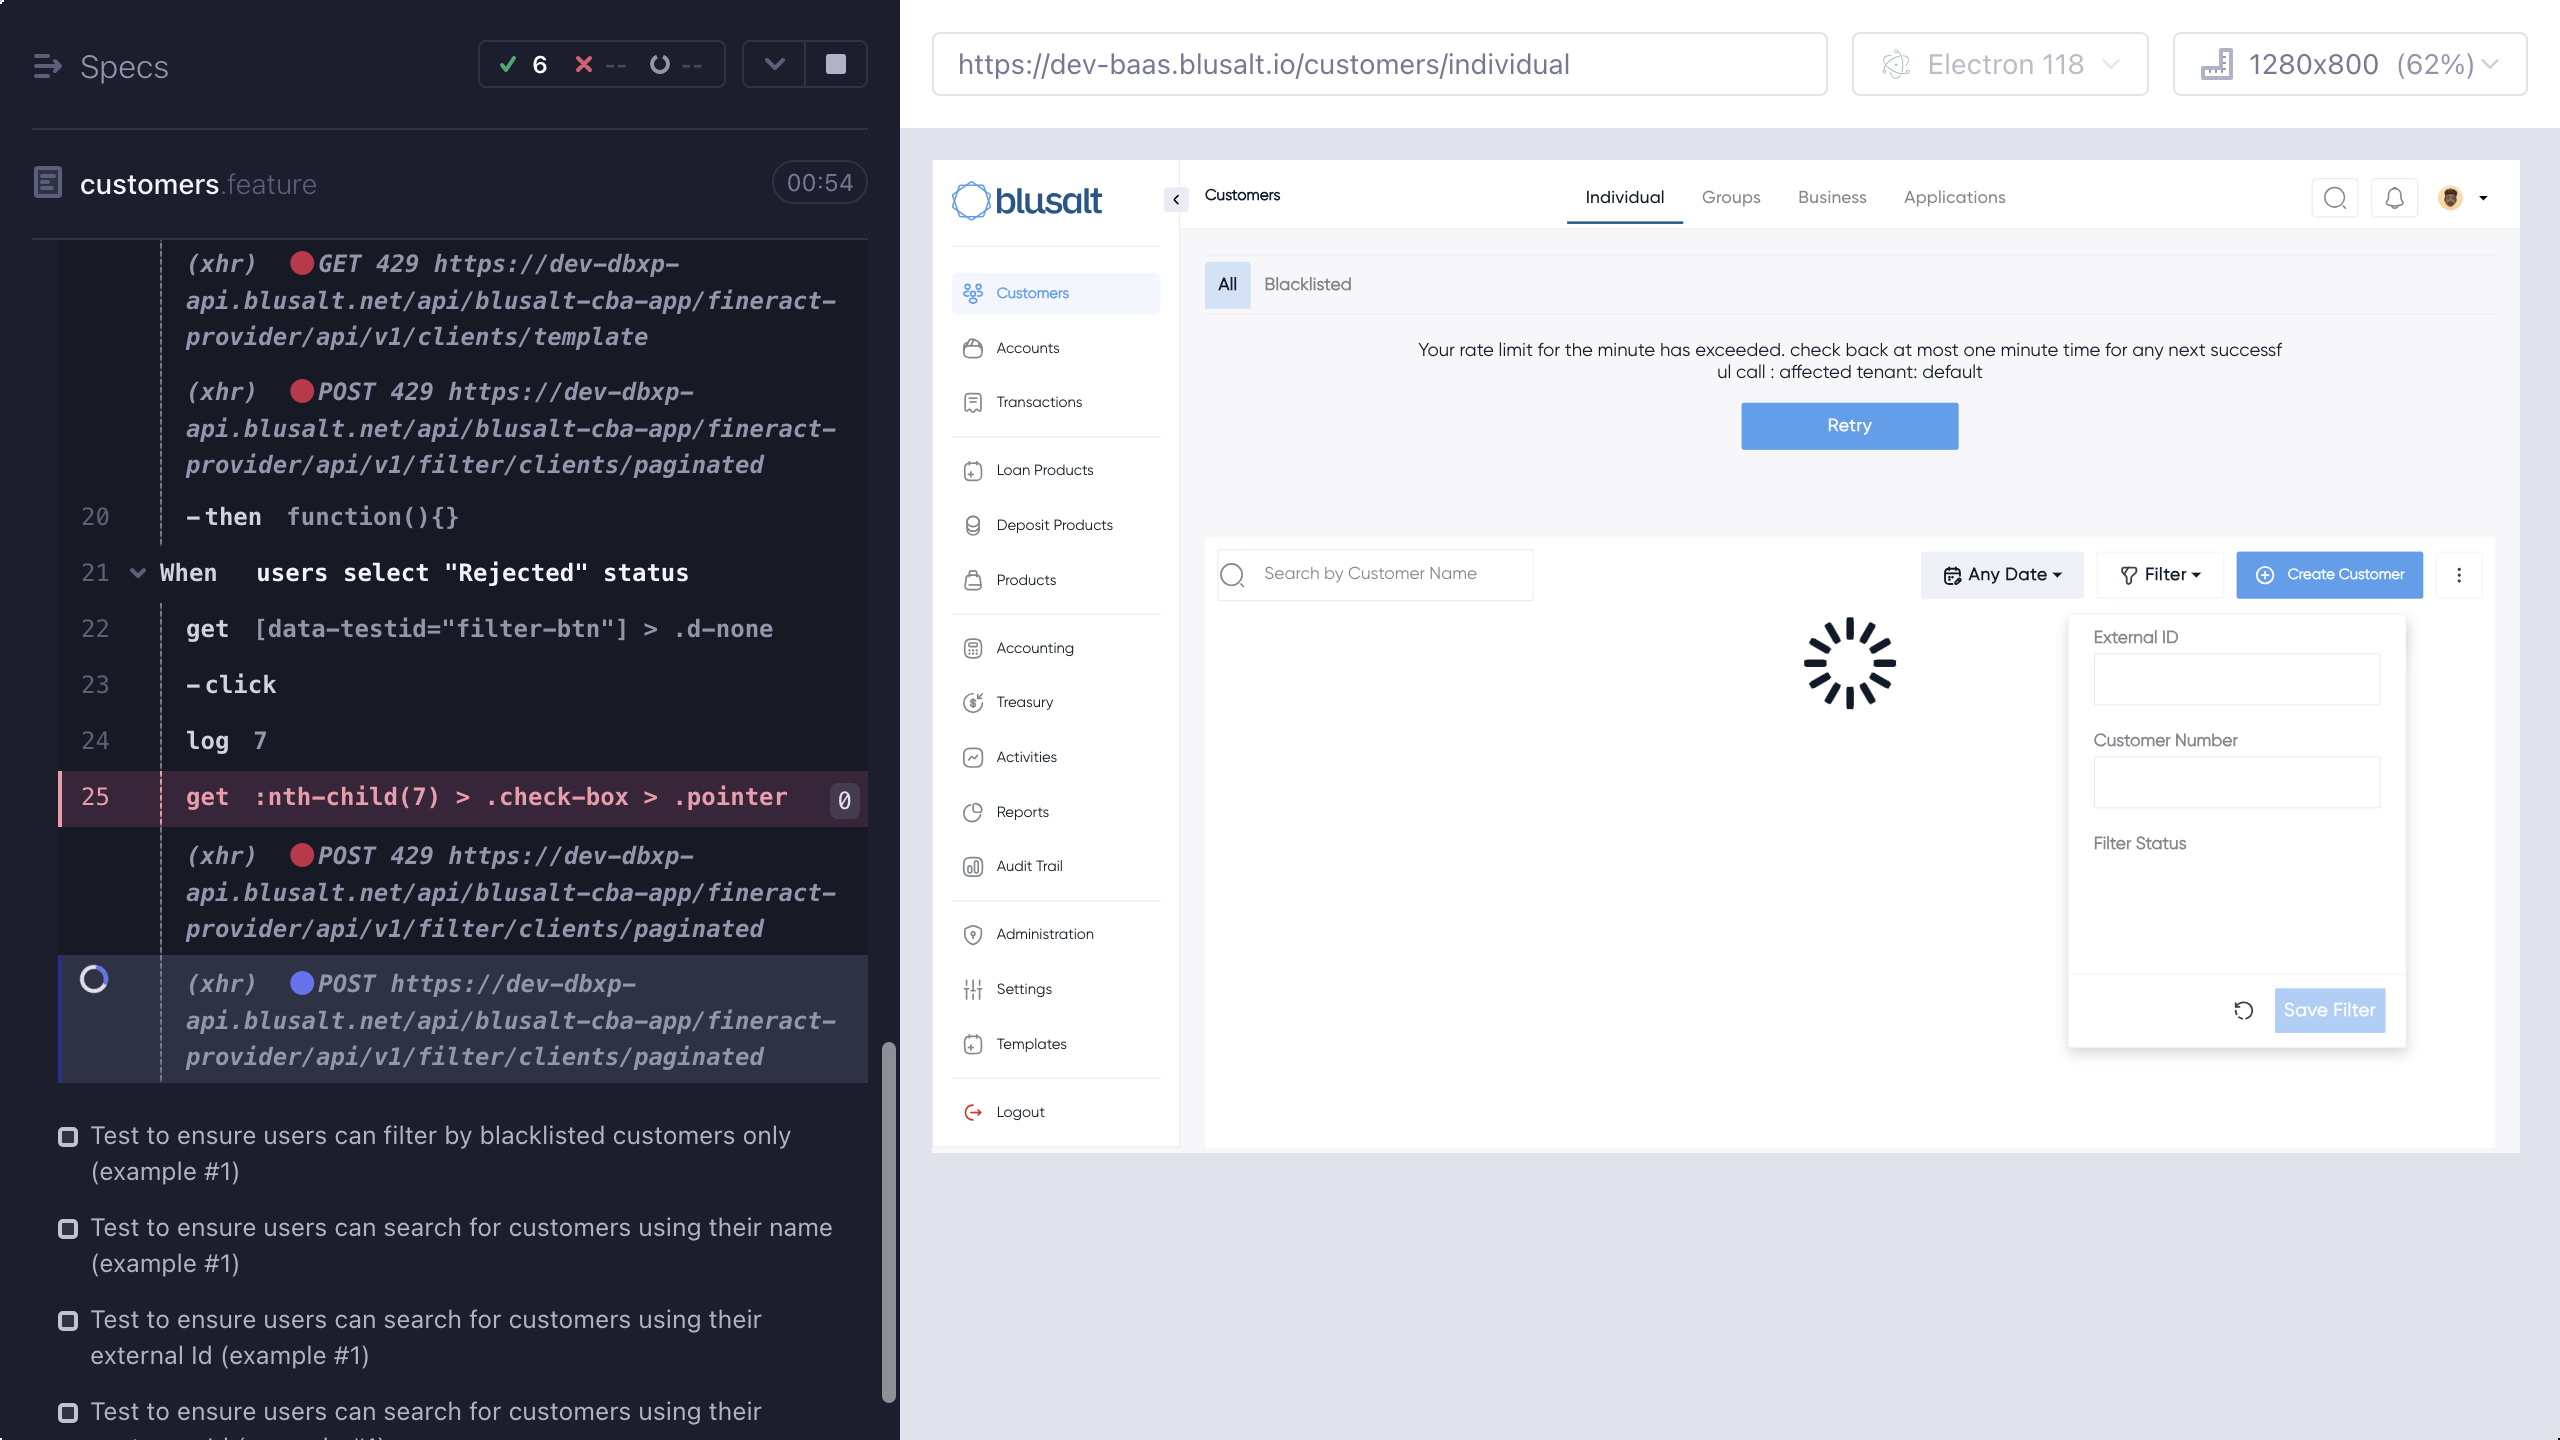 Specs
6
--
--
https://dev-baas.blusalt.io/customers/individual
Electron 118
1280x800 (62%)
customers.feature
00:54
(xhr) GET 429 https://dev-dbxp-
api.blusalt.net/api/blusalt-cba-app/fineract-
provider/api/v1/clients/template
(xhr) POST 429 https://dev-dbxp-
api.blusalt.net/api/blusalt-cba-app/fineract-
provider/api/v1/filter/clients/paginated
20 -then function(){}
21 When users select "Rejected" status
22 get [data-testid="filter-btn"] > .d-none
23 -click
24 log 7
25 get :nth-child(7) > .check-box > .pointer 0
(xhr) POST 429 https://dev-dbxp-
api.blusalt.net/api/blusalt-cba-app/fineract-
provider/api/v1/filter/clients/paginated
(xhr) POST https://dev-dbxp-
api.blusalt.net/api/blusalt-cba-app/fineract-
provider/api/v1/filter/clients/paginated
Test to ensure users can filter by blacklisted customers only
(example #1)
Test to ensure users can search for customers using their name
(example #1)
Test to ensure users can search for customers using their
external Id (example #1)
Test to ensure users can search for customers using their
blusalt
Customers
Accounts
Transactions
Loan Products
Deposit Products
Products
Accounting
Treasury
Activities
Reports
Audit Trail
Administration
Settings
Templates
Logout
Customers
Individual
Groups
Business
Applications
All
Blacklisted
Your rate limit for the minute has exceeded. check back at most one minute time for any next successf
ul call : affected tenant: default
Retry
Search by Customer Name
Any Date
Filter
Create Customer
External ID
Customer Number
Filter Status
Save Filter